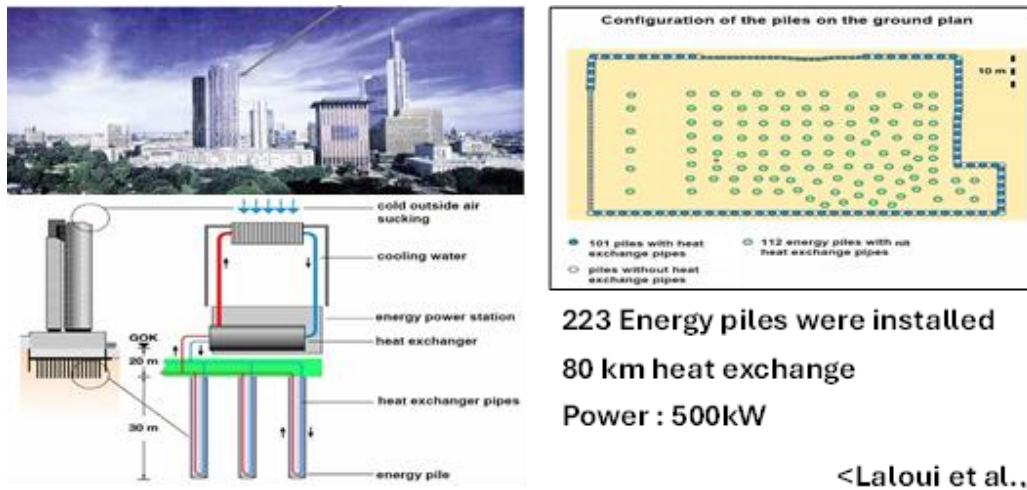 cold outside air
sucking
cooling water
energy power station
heat exchanger
GOK
20 m
heat exchanger pipes
30 m
energy pile
Configuration of the piles on the ground plan
10 m
101 piles with heat
exchange pipes
112 energy piles with
heat exchange pipes
piles without heat
exchange pipes
223 Energy piles were installed
80 km heat exchange
Power : 500kW
<Laloui et al.,